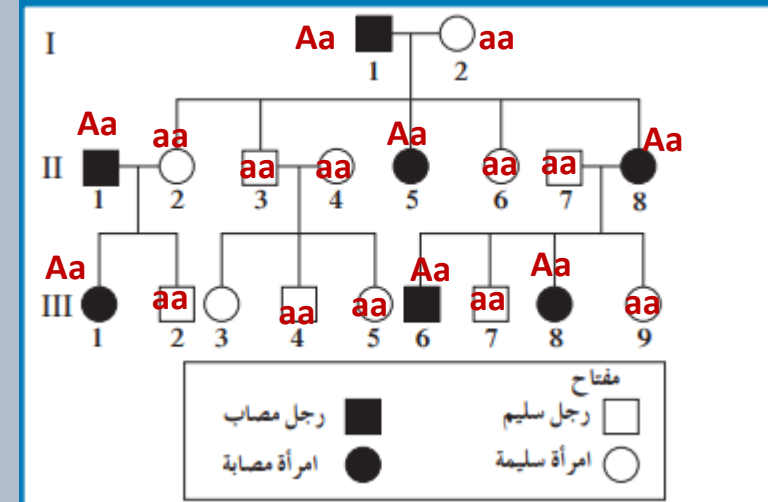 I Aa aa
1 2
Aa aa Aa Aa
II aa aa aa aa
1 2 3 4 5 6 7 8
Aa Aa Aa
III aa aa aa aa aa
1 2 3 4 5 6 7 8 9
مفتاح
رجل سليم رجل مصاب
امرأة سليمة امرأة مصابة